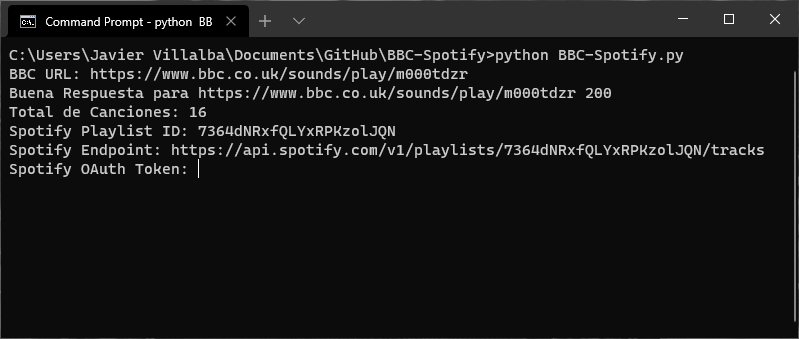 Command Prompt - python BB
C:\Users\Javier Villalba\Documents\GitHub\BBC-Spotify>python BBC-Spotify.py
BBC URL: https://www.bbc.co.uk/sounds/play/m000tdzr
Buena Respuesta para https://www.bbc.co.uk/sounds/play/m000tdzr 200
Total de Canciones: 16
Spotify Playlist ID: 7364dNRxfQLYxRPKzolJQN
Spotify Endpoint: https://api.spotify.com/v1/playlists/7364dNRxfQLYxRPKzolJQN/tracks
Spotify OAuth Token: